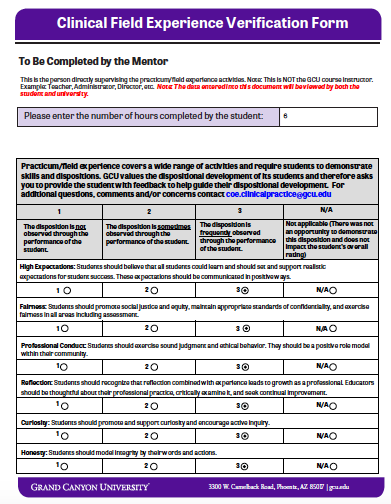 Clinical Field Experience Verification Form
To Be Completed by the Mentor
This is the person directly supervising the practicum/field experience activities. Note: This is NOT the GCU course instructor.
Example: Teacher, Administrator, Director, etc. Note: The data entered into this document will be reviewed by both the
student and university.
Please enter the number of hours completed by the student: 6
Practicum/field experience covers a wide range of activities and require students to demonstrate
skills and dispositions. GCU values the dispositional development of its students and therefore asks
you to provide the student with feedback to help guide their dispositional development. For
additional questions, comments and/or concerns contact coe.clinicalpractice@gcu.edu
1 2 3 N/A
The disposition is not observed through the performance of the student.
The disposition is sometimes observed through the performance of the student.
The disposition is frequently observed through the performance of the student.
Not applicable (There was not an opportunity to demonstrate this disposition and does not impact the student's overall rating)
High Expectations: Students should believe that all students could learn and should set and support realistic
expectations for student success. These expectations should be communicated in positive ways.
1 2 3 N/A
Fairness: Students should promote social justice and equity, maintain appropriate standards of confidentiality, and exercise
fairness in all areas including assessment.
1 2 3 N/A
Professional Conduct: Students should exercise sound judgment and ethical behavior. They should be a positive role model
within their community.
1 2 3 N/A
Reflection: Students should recognize that reflection combined with experience leads to growth as a professional. Educators
should be thoughtful about their professional practice, critically examine it, and seek continual improvement.
1 2 3 N/A
Curiosity: Students should promote and support curiosity and encourage active inquiry.
1 2 3 N/A
Honesty: Students should model integrity by their words and actions.
1 2 3 N/A
GRAND CANYON UNIVERSITY 3300 W. Camelback Road, Phoenix, AZ 85017 | gcu.edu